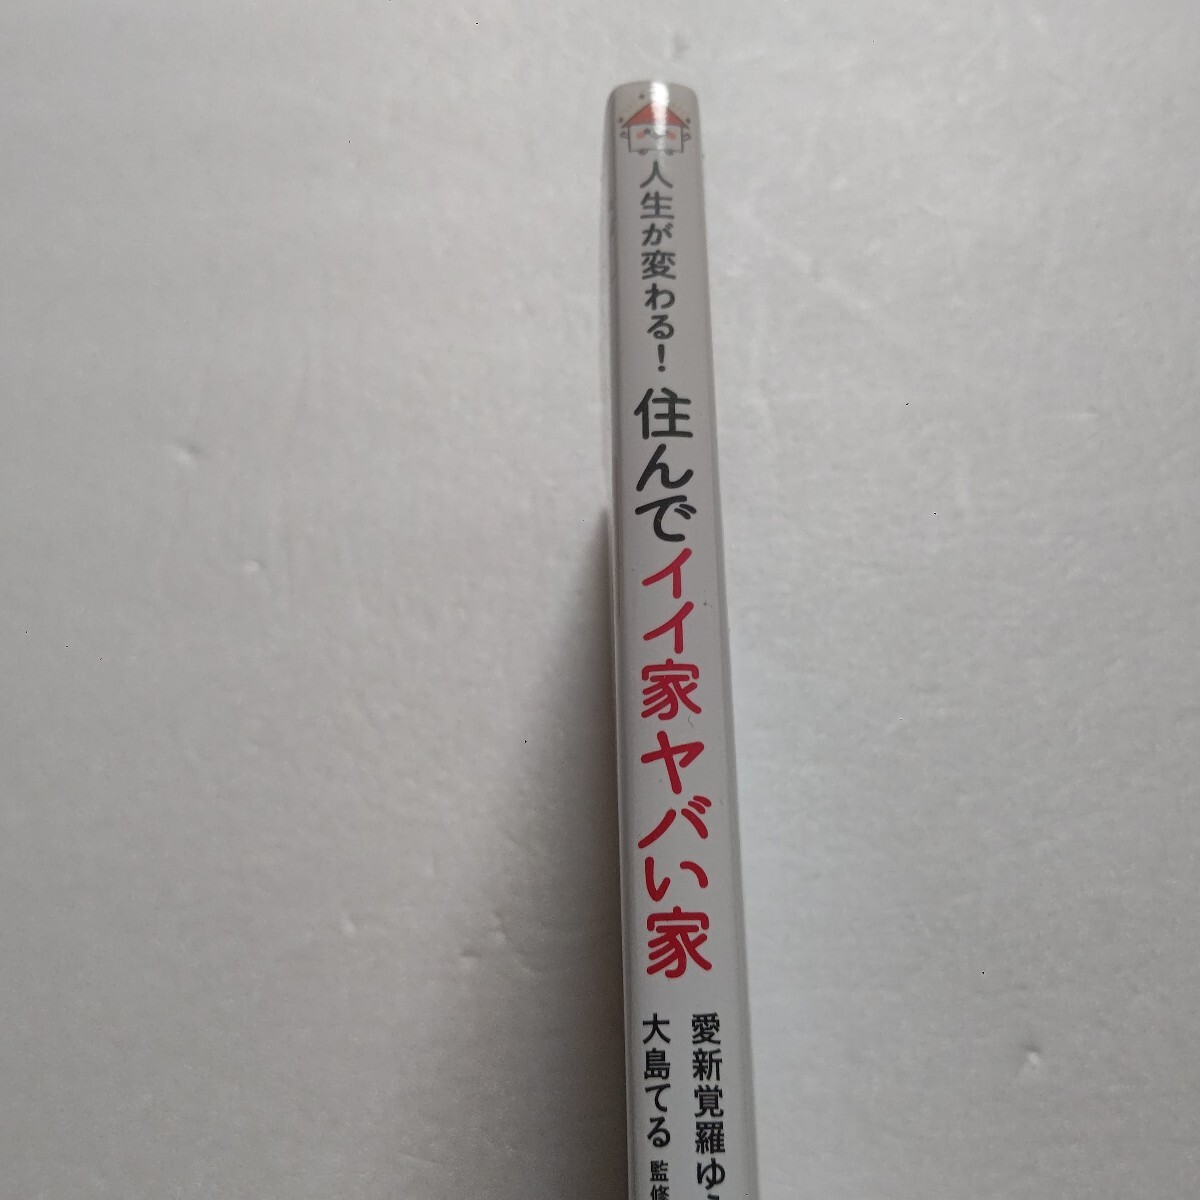 人生が変わる！住んでイイ家ヤバい家
愛新覚羅ゆ
大島てる 監修